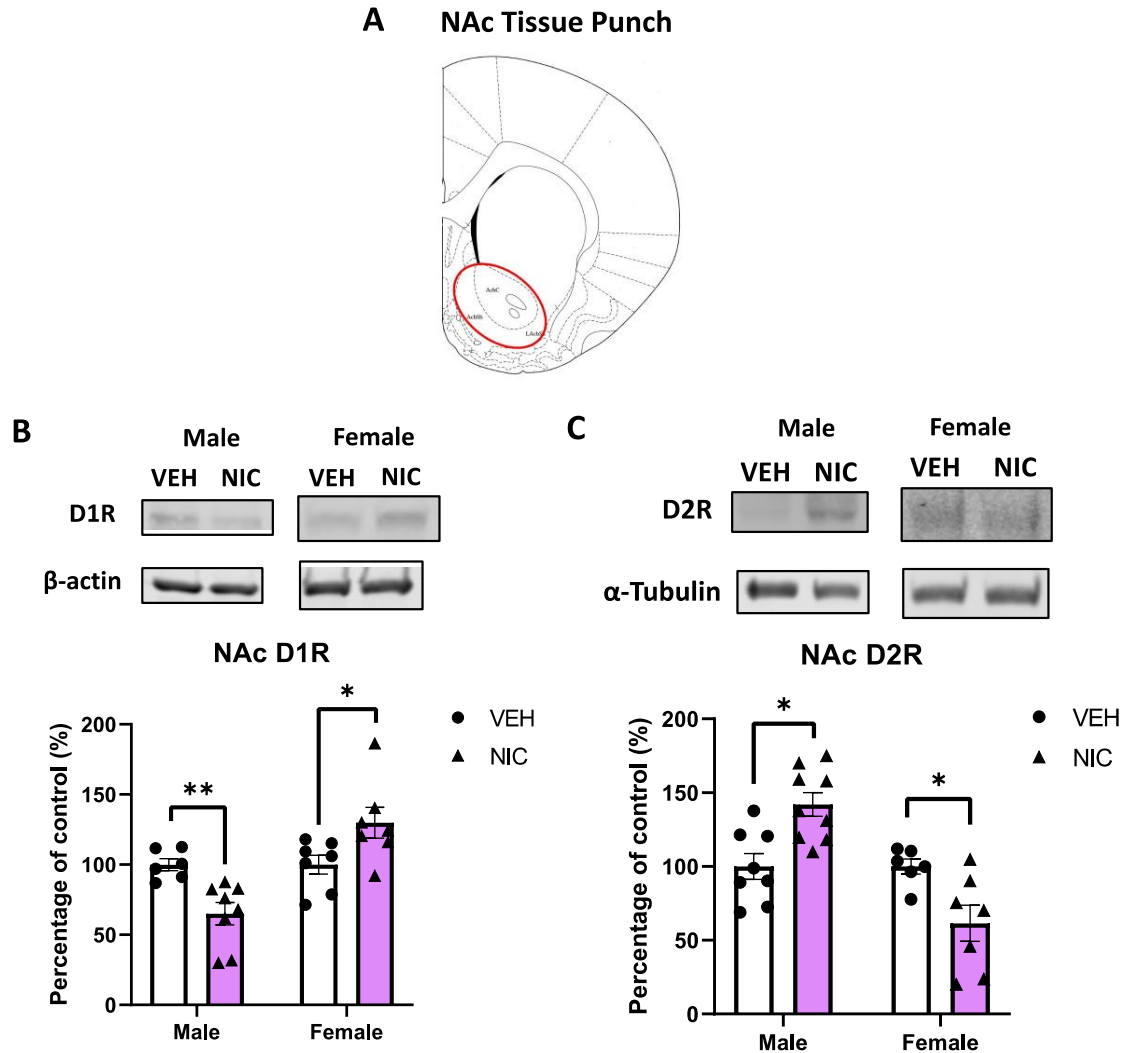 A NAc Tissue Punch
AcbC
AcbSh
B
Male Female
VEH NIC VEH NIC
D1R
β-actin
NAc D1R
* VEH
NIC
**
Percentage of control (%)
200
150
100
50
0
Male Female
C
Male Female
VEH NIC VEH NIC
D2R
α-Tubulin
NAc D2R
* VEH
NIC
*
Percentage of control (%)
200
150
100
50
0
Male Female